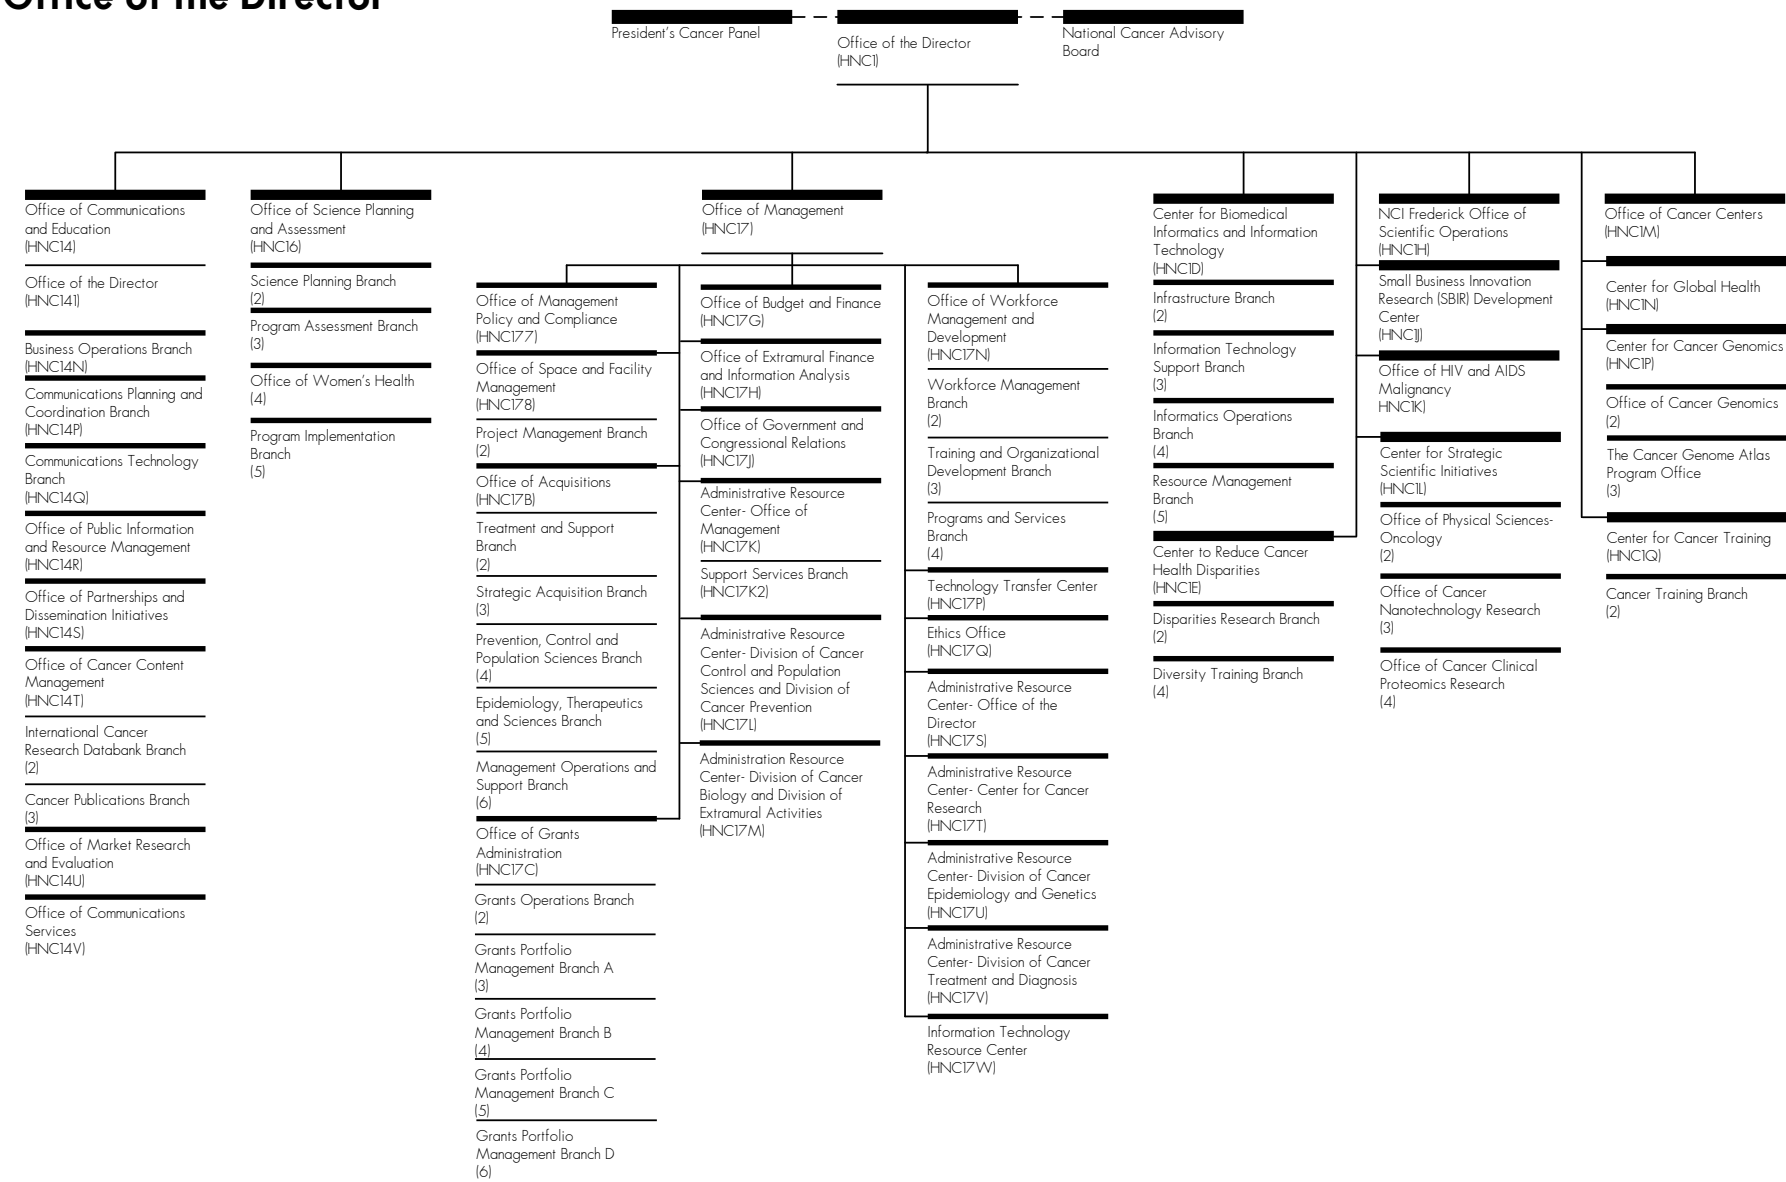 Office of the Director
President's Cancer Panel
Office of the Director
(HNC1)
National Cancer Advisory
Board
Office of Communications
and Education
(HNC14)
Office of the Director
(HNC141)
Business Operations Branch
(HNC14N)
Communications Planning and
Coordination Branch
(HNC14P)
Communications Technology
Branch
(HNC14Q)
Office of Public Information
and Resource Management
(HNC14R)
Office of Partnerships and
Dissemination Initiatives
(HNC14S)
Office of Cancer Content
Management
(HNC14T)
International Cancer
Research Databank Branch
(2)
Cancer Publications Branch
(3)
Office of Market Research
and Evaluation
(HNC14U)
Office of Communications
Services
(HNC14V)
Office of Science Planning
and Assessment
(HNC16)
Science Planning Branch
(2)
Program Assessment Branch
(3)
Office of Women's Health
(4)
Program Implementation
Branch
(5)
Office of Management
(HNC17)
Office of Management
Policy and Compliance
(HNC177)
Office of Space and Facility
Management
(HNC178)
Project Management Branch
(2)
Office of Acquisitions
(HNC17B)
Treatment and Support
Branch
(2)
Strategic Acquisition Branch
(3)
Prevention, Control and
Population Sciences Branch
(4)
Epidemiology, Therapeutics
and Sciences Branch
(5)
Management Operations and
Support Branch
(6)
Office of Grants
Administration
(HNC17C)
Grants Operations Branch
(2)
Grants Portfolio
Management Branch A
(3)
Grants Portfolio
Management Branch B
(4)
Grants Portfolio
Management Branch C
(5)
Grants Portfolio
Management Branch D
(6)
Office of Budget and Finance
(HNC17G)
Office of Extramural Finance
and Information Analysis
(HNC17H)
Office of Government and
Congressional Relations
(HNC17J)
Administrative Resource
Center- Office of
Management
(HNC17K)
Support Services Branch
(HNC17K2)
Administrative Resource
Center- Division of Cancer
Control and Population
Sciences and Division of
Cancer Prevention
(HNC17L)
Administration Resource
Center- Division of Cancer
Biology and Division of
Extramural Activities
(HNC17M)
Office of Workforce
Management and
Development
(HNC17N)
Workforce Management
Branch
(2)
Training and Organizational
Development Branch
(3)
Programs and Services
Branch
(4)
Technology Transfer Center
(HNC17P)
Ethics Office
(HNC17Q)
Administrative Resource
Center- Office of the
Director
(HNC17S)
Administrative Resource
Center- Center for Cancer
Research
(HNC17T)
Administrative Resource
Center- Division of Cancer
Epidemiology and Genetics
(HNC17U)
Administrative Resource
Center- Division of Cancer
Treatment and Diagnosis
(HNC17V)
Information Technology
Resource Center
(HNC17W)
Center for Biomedical
Informatics and Information
Technology
(HNC1D)
Infrastructure Branch
(2)
Information Technology
Support Branch
(3)
Informatics Operations
Branch
(4)
Resource Management
Branch
(5)
Center to Reduce Cancer
Health Disparities
(HNC1E)
Disparities Research Branch
(2)
Diversity Training Branch
(4)
NCI Frederick Office of
Scientific Operations
(HNC1H)
Small Business Innovation
Research (SBIR) Development
Center
(HNC1J)
Office of HIV and AIDS
Malignancy
HNC1K)
Center for Strategic
Scientific Initiatives
(HNC1L)
Office of Physical Sciences-
Oncology
(2)
Office of Cancer
Nanotechnology Research
(3)
Office of Cancer Clinical
Proteomics Research
(4)
Office of Cancer Centers
(HNC1M)
Center for Global Health
(HNC1N)
Center for Cancer Genomics
(HNC1P)
Office of Cancer Genomics
(2)
The Cancer Genome Atlas
Program Office
(3)
Center for Cancer Training
(HNC1Q)
Cancer Training Branch
(2)